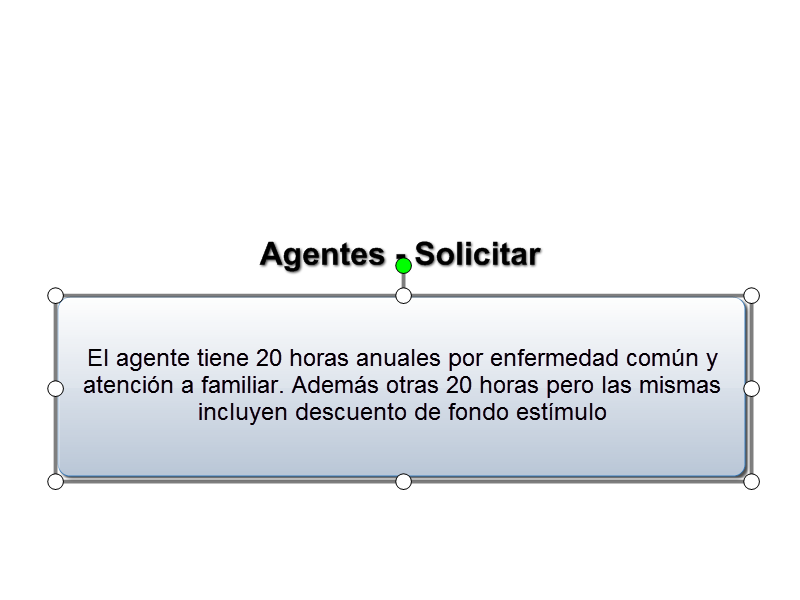 Agentes - Solicitar
El agente tiene 20 horas anuales por enfermedad común y
atención a familiar. Además otras 20 horas pero las mismas
incluyen descuento de fondo estímulo